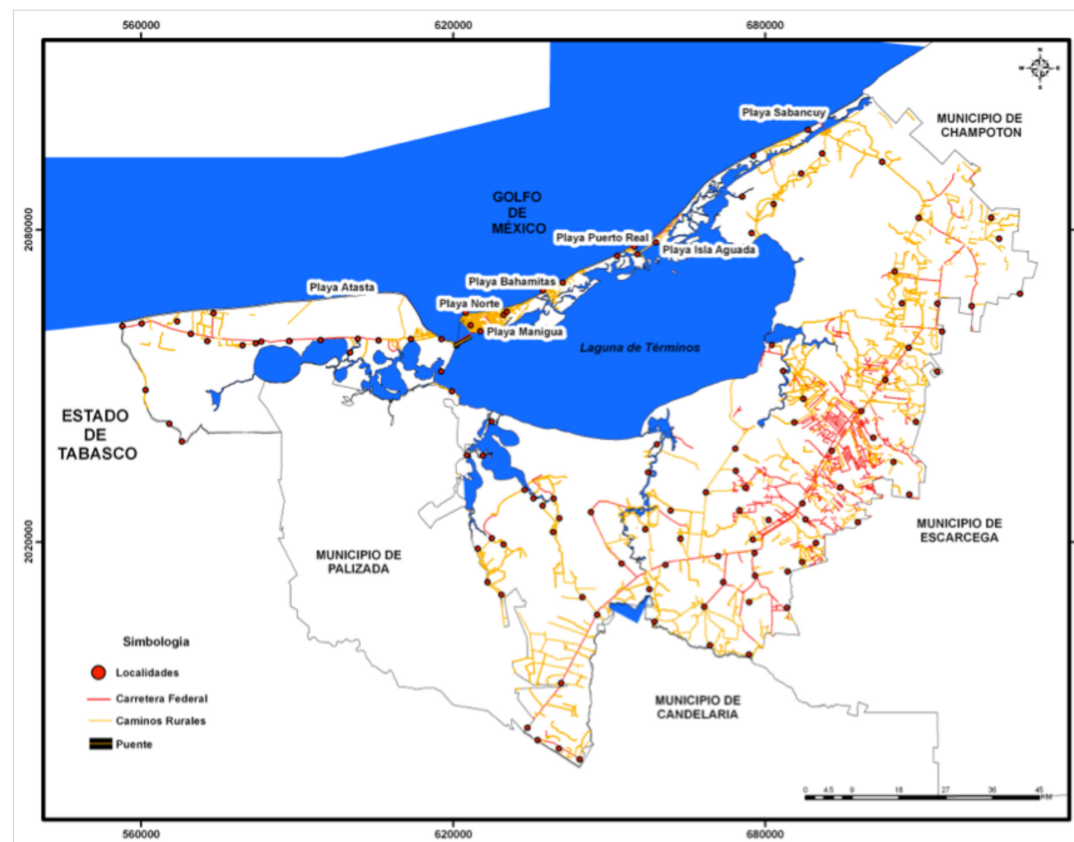 560000
620000
680000
N
W
E
S
Playa Sabancuy
MUNICIPIO DE
CHAMPOTON
GOLFO
DE
MÉXICO
2080000
2080000
Playa Puerto Real
Playa Isla Aguada
Playa Atasta
Playa Bahamitas
Playa Norte
Playa Manigua
Laguna de Términos
ESTADO
DE
TABASCO
MUNICIPIO DE
ESCARCEGA
2020000
2020000
MUNICIPIO DE
PALIZADA
Simbologia
Localidades
Carretera Federal
Caminos Rurales
Puente
MUNICIPIO DE
CANDELARIA
0 4.5 9 18 27 36 45
KM
560000
620000
680000